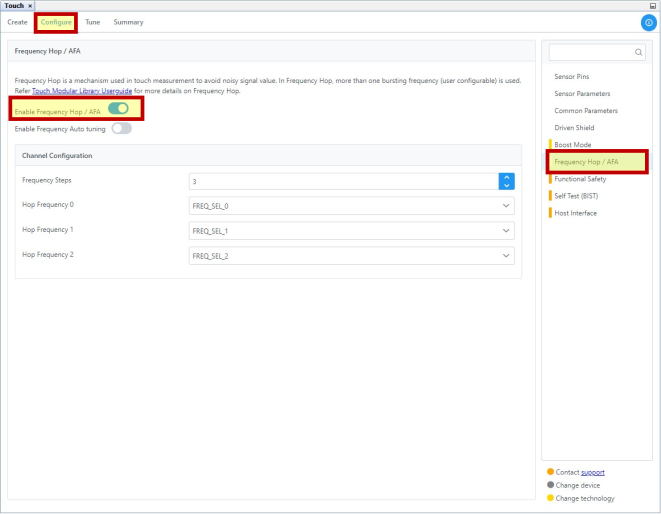 Touch ×
Create Configure Tune Summary
Frequency Hop / AFA
Frequency Hop is a mechanism used in touch measurement to avoid noisy signal value. In Frequency Hop, more than one bursting frequency (user configurable) is used.
Refer Touch Modular Library Userguide for more details on Frequency Hop.
Enable Frequency Hop / AFA
Enable Frequency Auto tuning
Channel Configuration
Frequency Steps 3
Hop Frequency 0 FREQ_SEL_0
Hop Frequency 1 FREQ_SEL_1
Hop Frequency 2 FREQ_SEL_2
Sensor Pins
Sensor Parameters
Common Parameters
Driven Shield
Boost Mode
Frequency Hop / AFA
Functional Safety
Self Test (BIST)
Host Interface
Contact support
Change device
Change technology